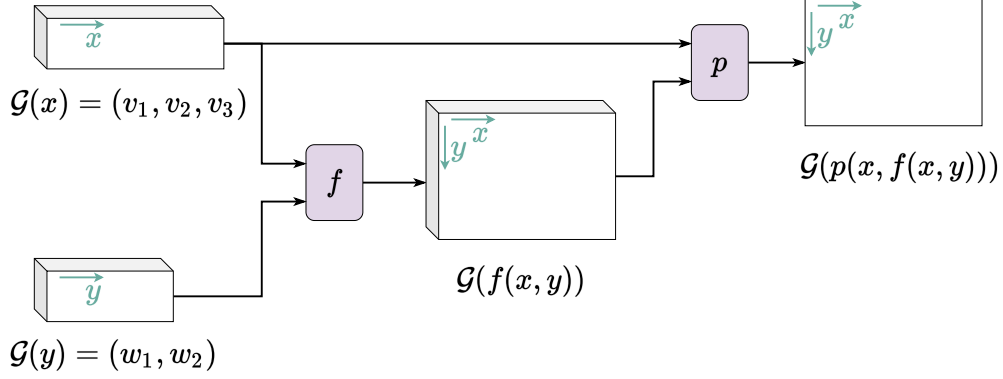 x
𝒢(x) = (v₁, v₂, v₃)
y x
p
𝒢(p(x, f(x, y)))
f
y x
𝒢(f(x, y))
y
𝒢(y) = (w₁, w₂)